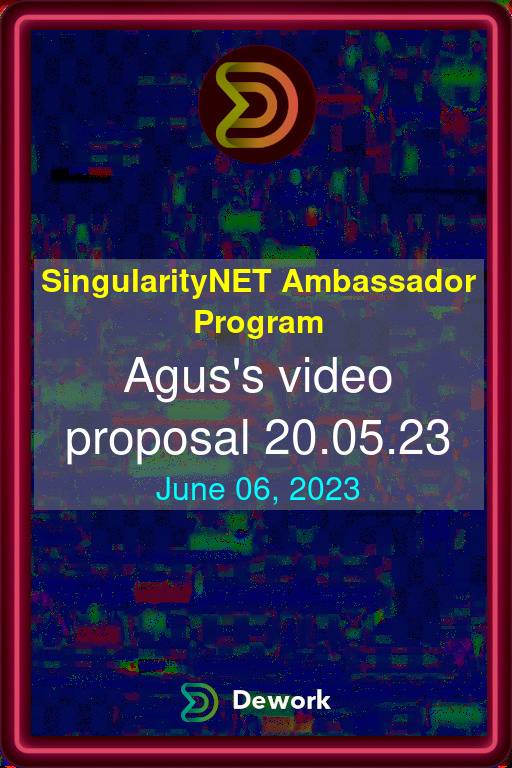 SingularityNET Ambassador
Program
Agus's video
proposal 20.05.23
June 06, 2023
Dework